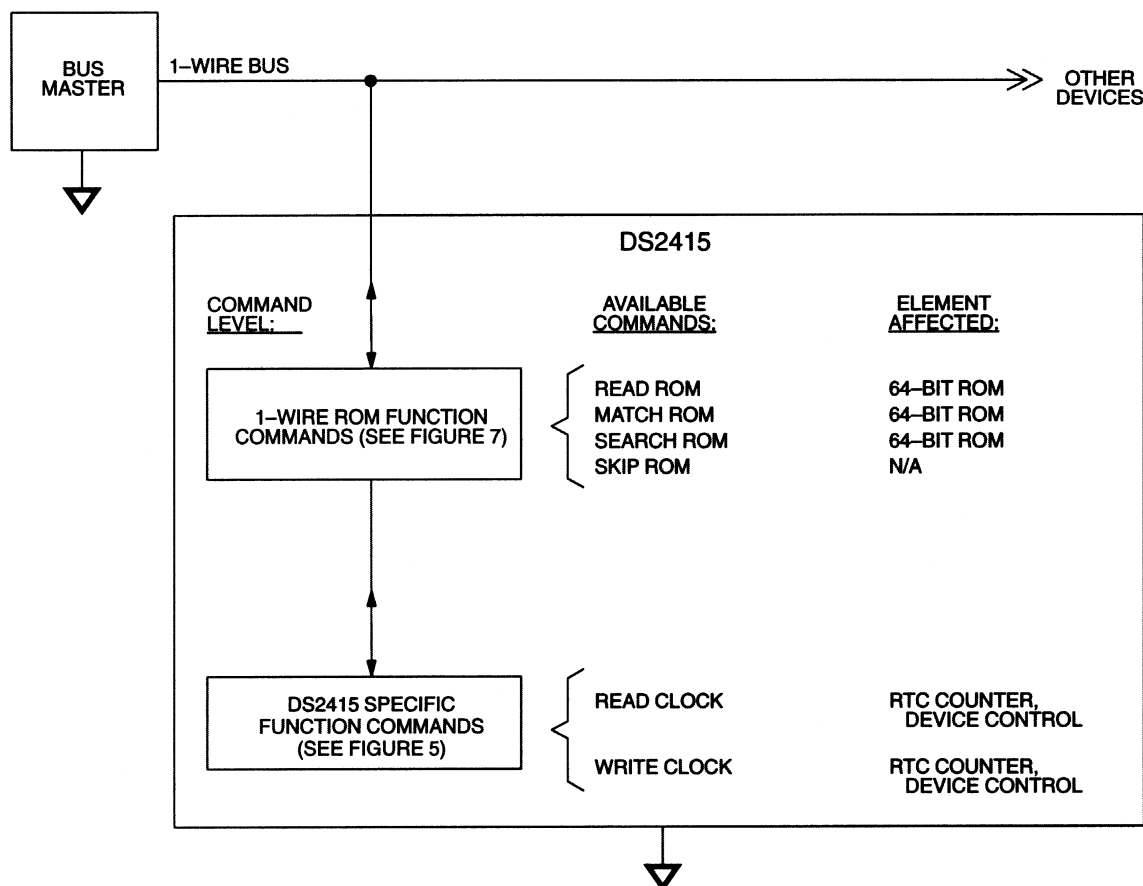 BUS
MASTER
1–WIRE BUS
OTHER
DEVICES
DS2415
COMMAND
LEVEL:
AVAILABLE
COMMANDS:
ELEMENT
AFFECTED:
1–WIRE ROM FUNCTION
COMMANDS (SEE FIGURE 7)
READ ROM 64–BIT ROM
MATCH ROM 64–BIT ROM
SEARCH ROM 64–BIT ROM
SKIP ROM N/A
DS2415 SPECIFIC
FUNCTION COMMANDS
(SEE FIGURE 5)
READ CLOCK RTC COUNTER,
DEVICE CONTROL
WRITE CLOCK RTC COUNTER,
DEVICE CONTROL